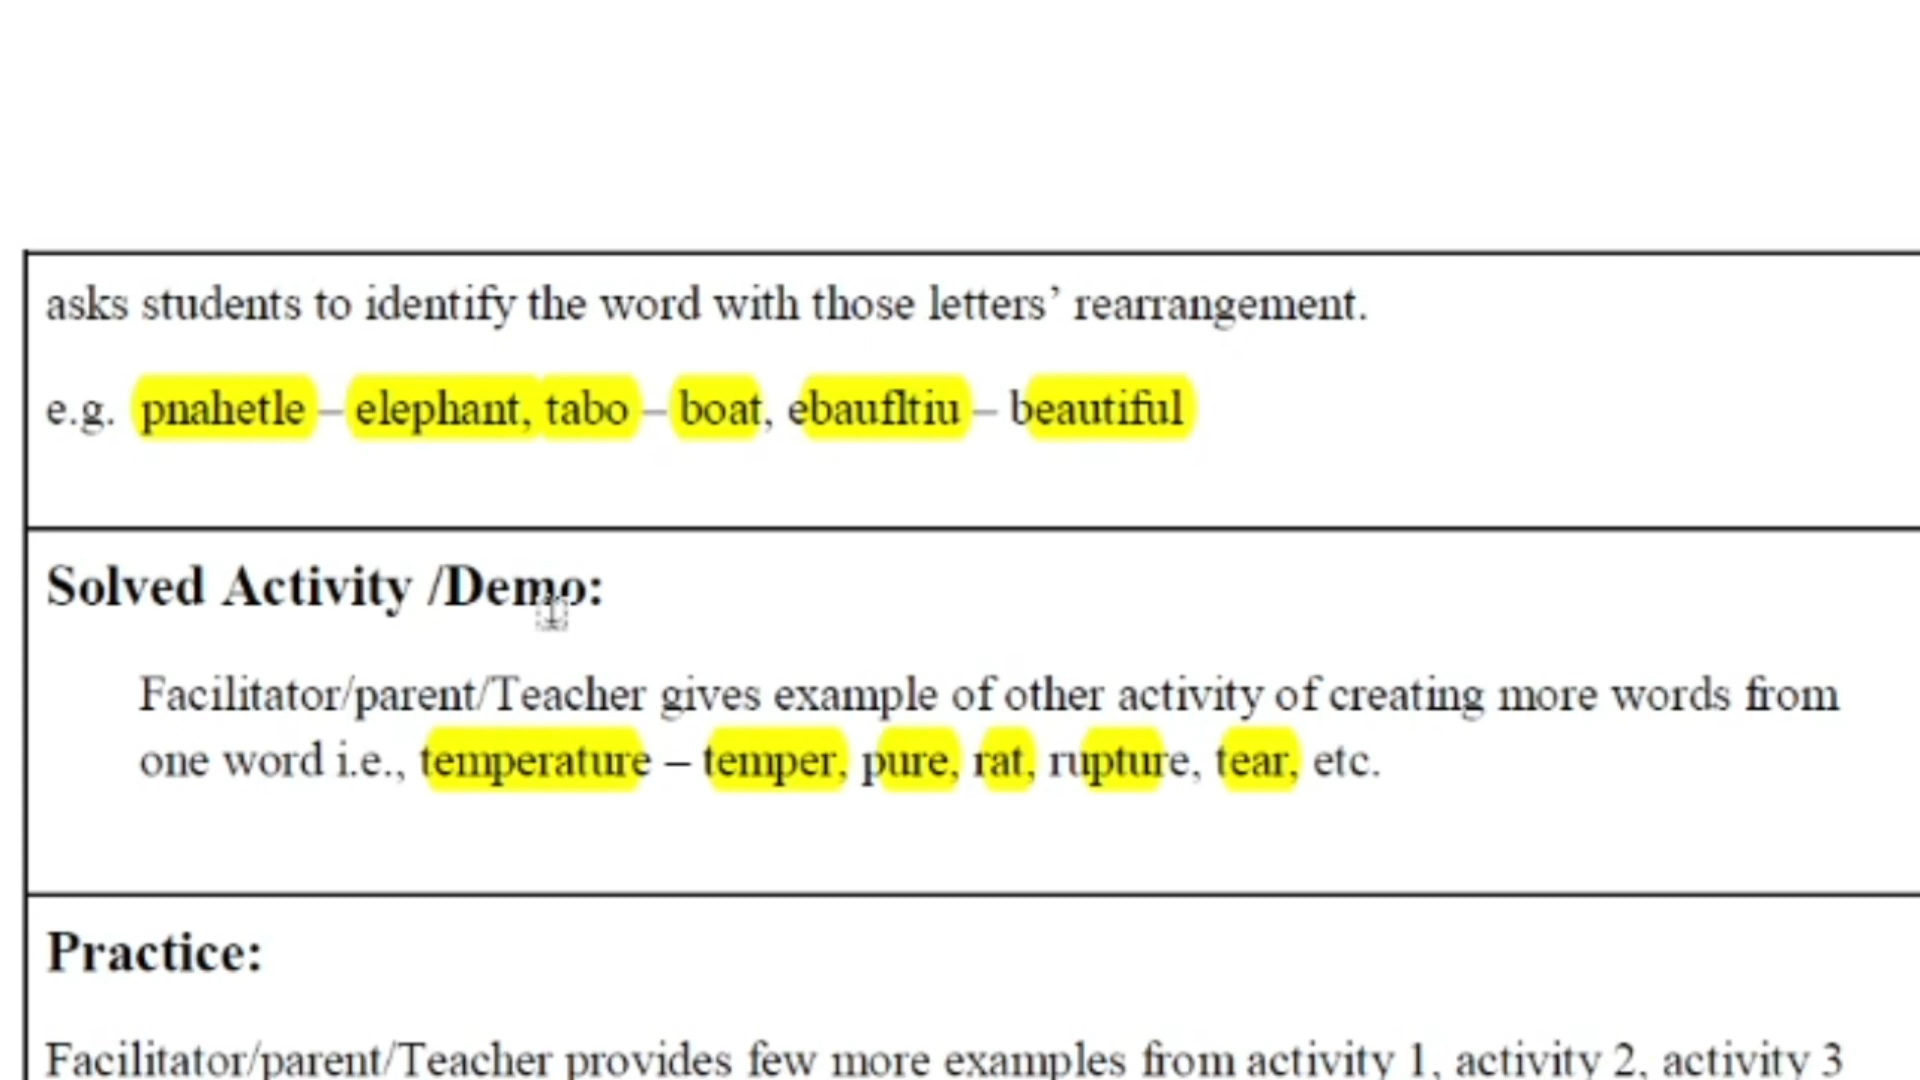 asks students to identify the word with those letters’ rearrangement.
e.g. pnahetle – elephant, tabo – boat, ebaufltiu – beautiful
Solved Activity /Demo:
Facilitator/parent/Teacher gives example of other activity of creating more words from
one word i.e., temperature – temper, pure, rat, rupture, tear, etc.
Practice:
Facilitator/parent/Teacher provides few more examples from activity 1, activity 2, activity 3